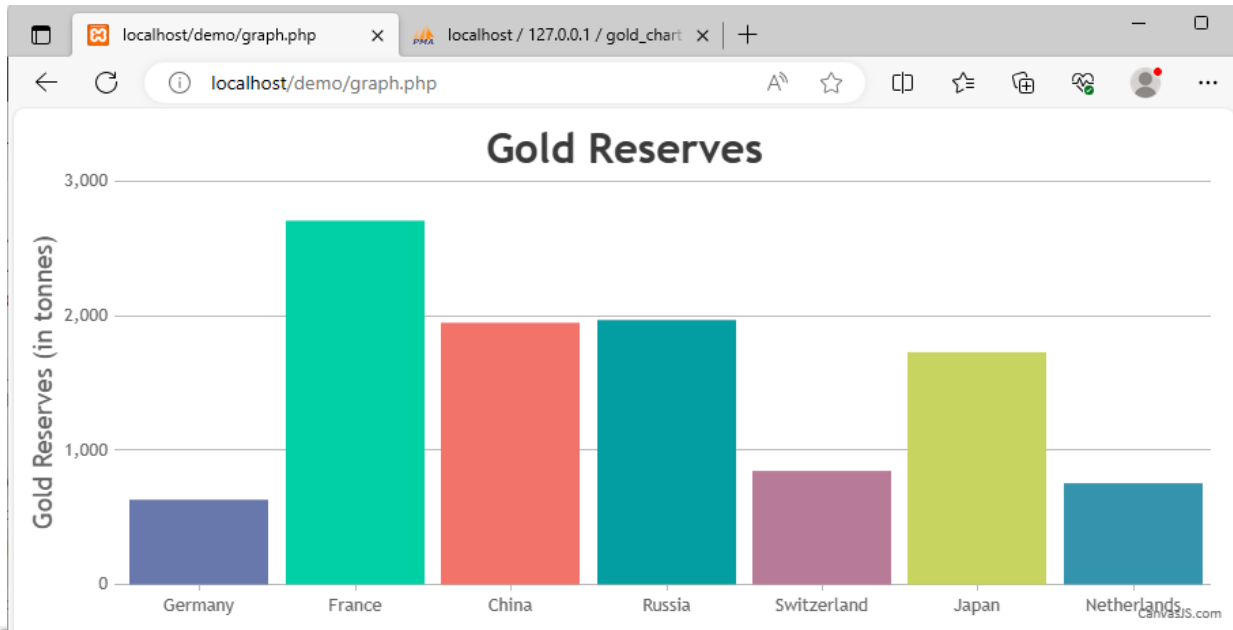 localhost/demo/graph.php
PMA localhost / 127.0.0.1 / gold_chart
localhost/demo/graph.php
Gold Reserves
Gold Reserves (in tonnes)
3,000
2,000
1,000
0
Germany France China Russia Switzerland Japan Netherlands
CanvasJS.com